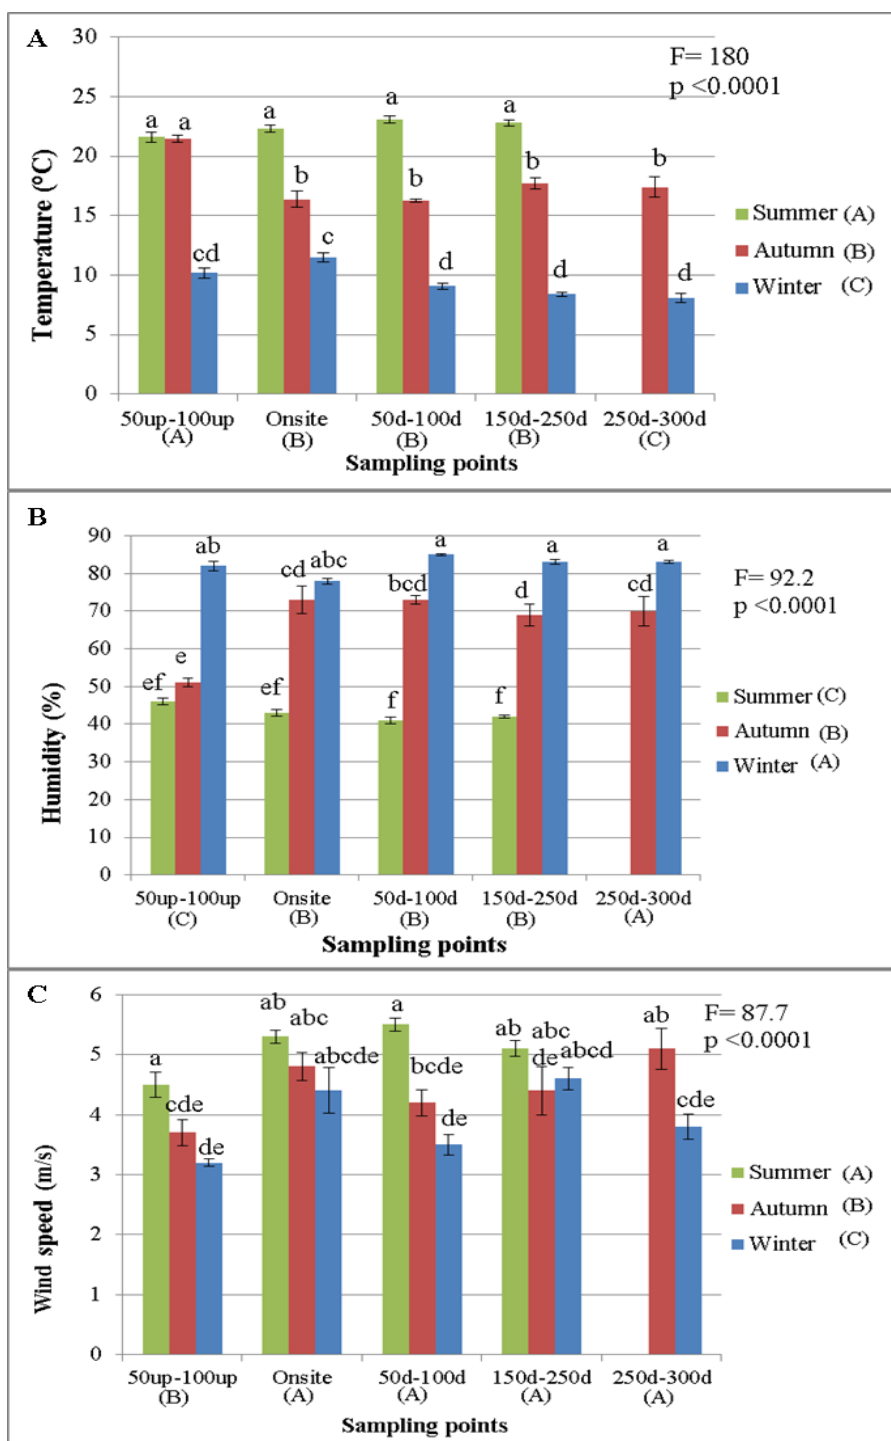 A
30
25
20
15
10
5
0
Temperature (°C)
F= 180
p <0.0001
a a a a a
b b b b
cd c d d d
Summer (A)
Autumn (B)
Winter (C)
50up-100up Onsite 50d-100d 150d-250d 250d-300d
(A) (B) (B) (B) (C)
Sampling points
B
90
80
70
60
50
40
30
20
10
0
Humidity (%)
F= 92.2
p <0.0001
ab abc a a a
cd bcd d cd
ef e ef f f
Summer (C)
Autumn (B)
Winter (A)
50up-100up Onsite 50d-100d 150d-250d 250d-300d
(C) (B) (B) (B) (A)
Sampling points
C
6
5
4
3
2
1
0
Wind speed (m/s)
F= 87.7
p <0.0001
a ab a ab ab
cde abc bcde abc
de
de abcde de abcd cde
Summer (A)
Autumn (B)
Winter (C)
50up-100up Onsite 50d-100d 150d-250d 250d-300d
(B) (A) (A) (A) (A)
Sampling points